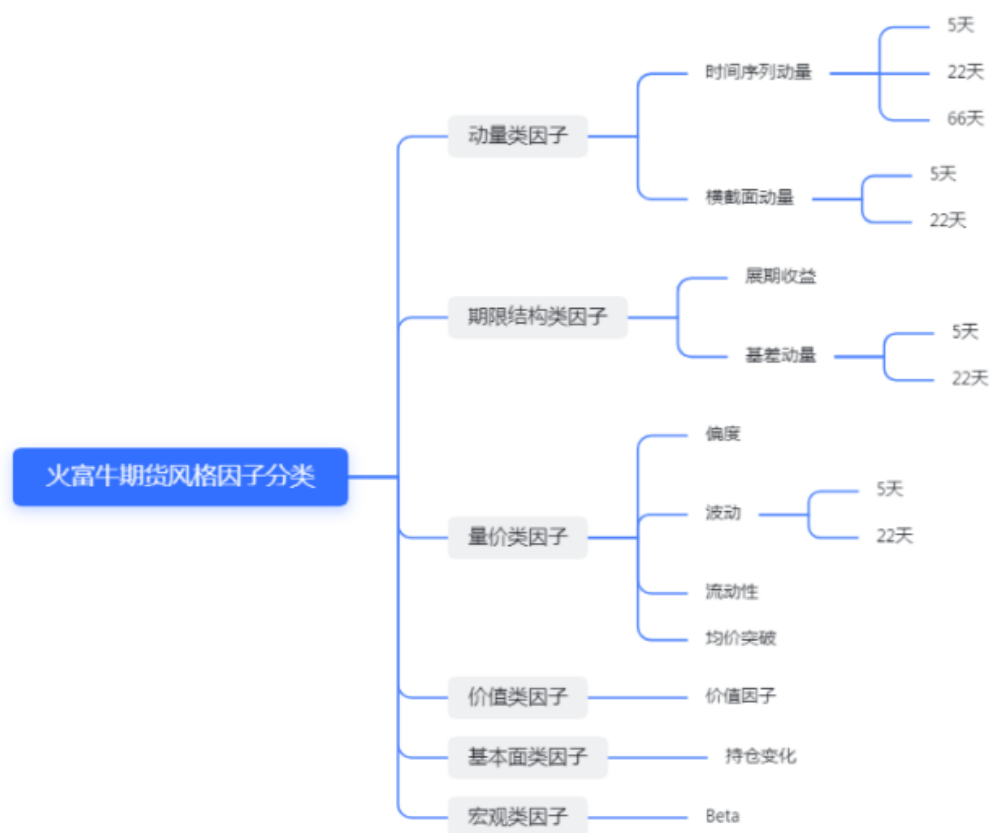 火富牛期货风格因子分类
动量类因子
时间序列动量
5天
22天
66天
横截面动量
5天
22天
期限结构类因子
展期收益
基差动量
5天
22天
量价类因子
偏度
波动
5天
22天
流动性
均价突破
价值类因子
价值因子
基本面类因子
持仓变化
宏观类因子
Beta